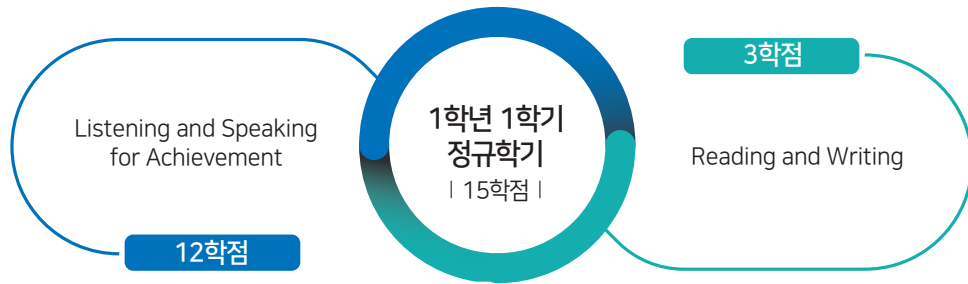 Listening and Speaking
for Achievement
12학점
1학년 1학기
정규학기
| 15학점 |
3학점
Reading and Writing